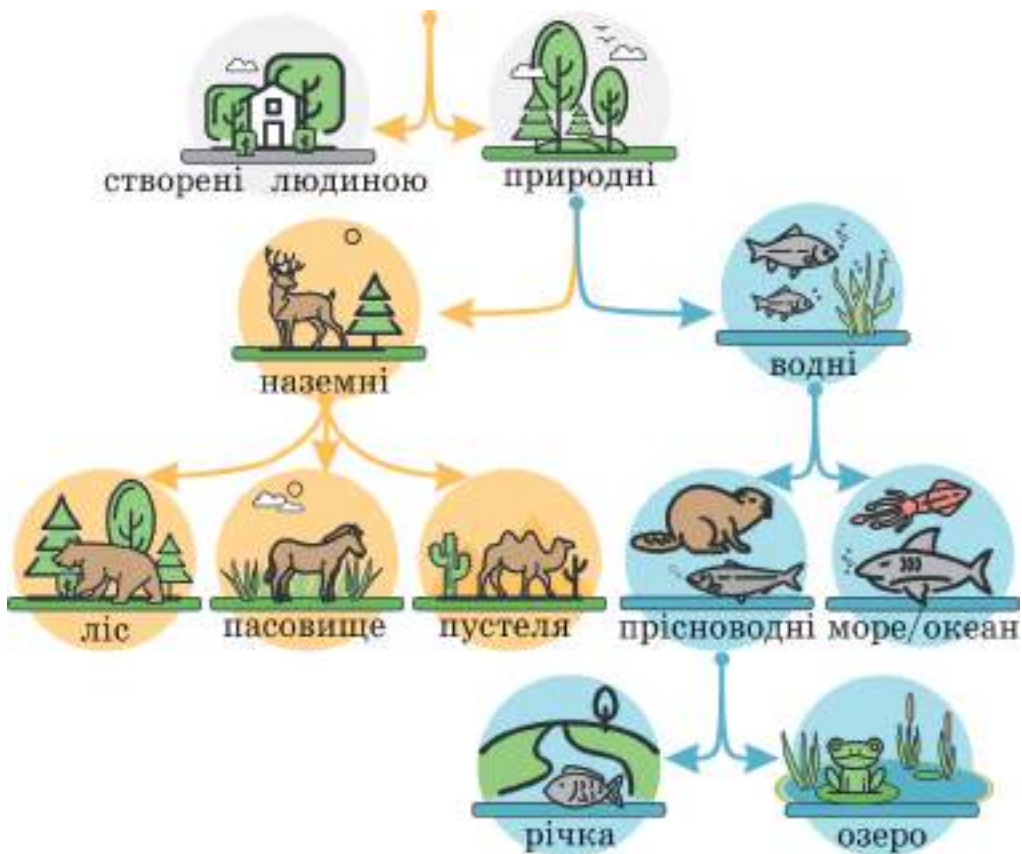 створені людиною
природні
наземні
водні
ліс
пасовище
пустеля
прісноводні
море/океан
річка
озеро